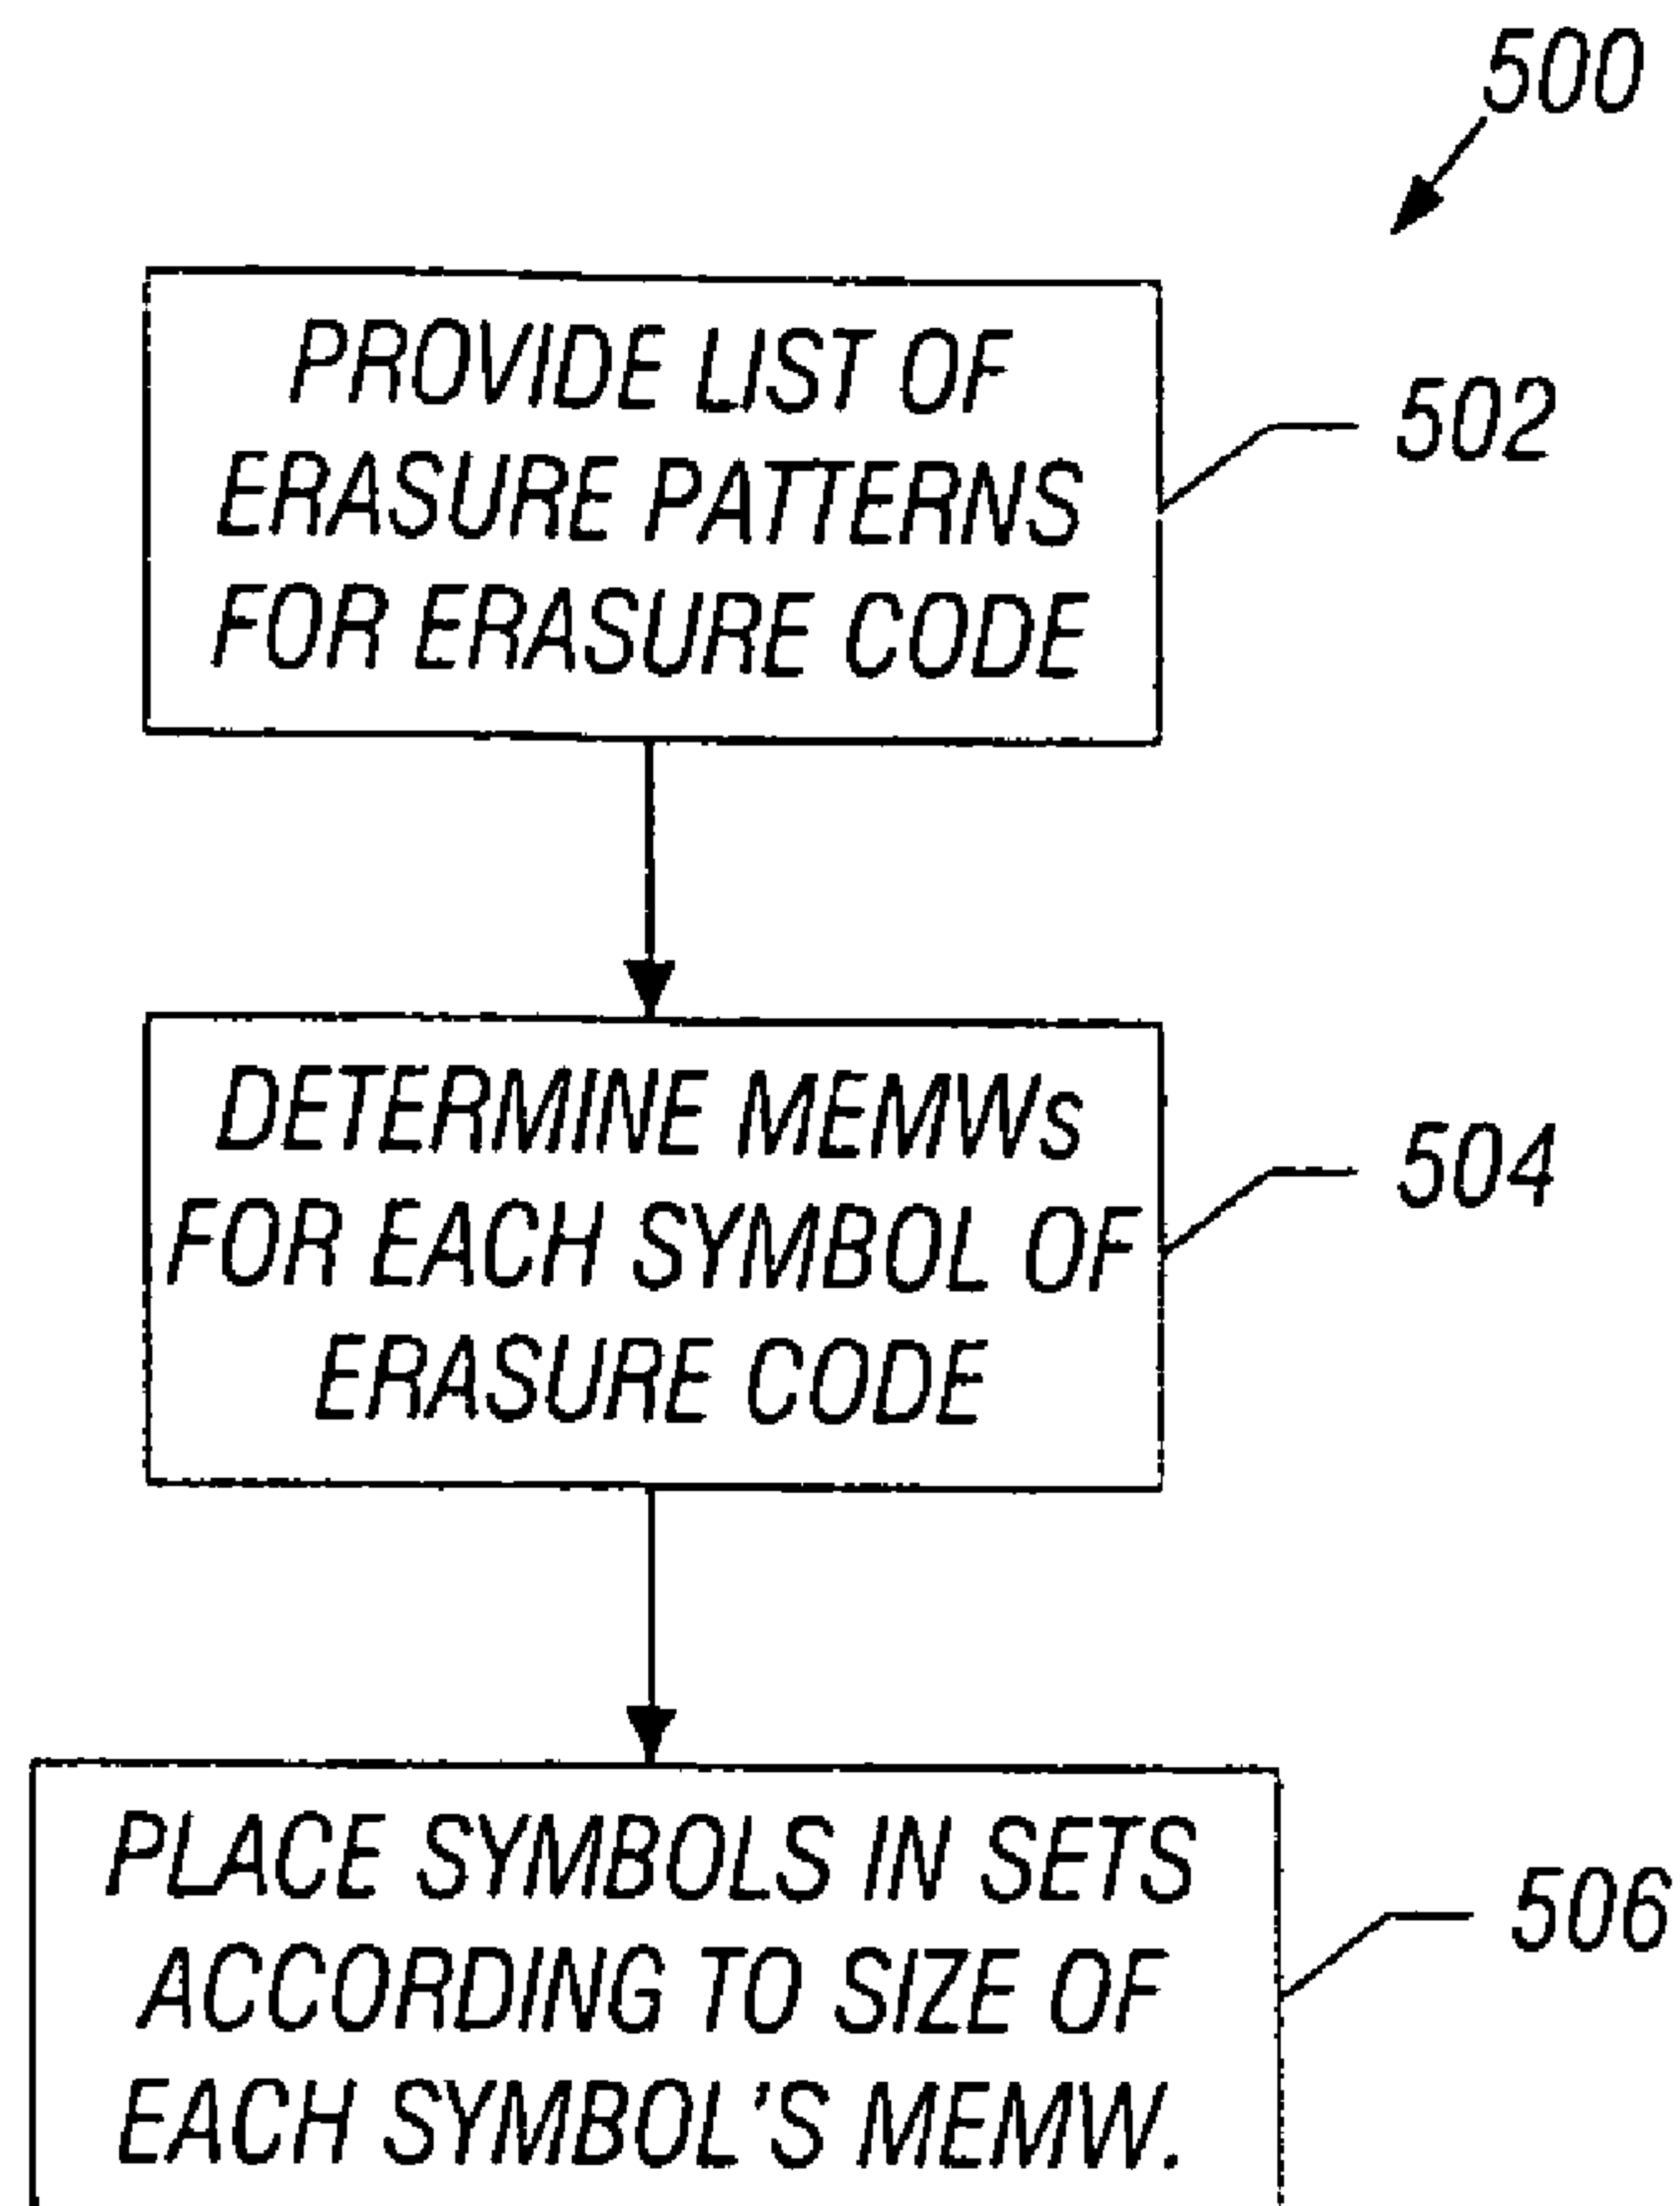 500
PROVIDE LIST OF
ERASURE PATTERNS
FOR ERASURE CODE
502
DETERMINE MEMWs
FOR EACH SYMBOL OF
ERASURE CODE
504
PLACE SYMBOLS IN SETS
ACCORDING TO SIZE OF
EACH SYMBOL'S MEMW.
506